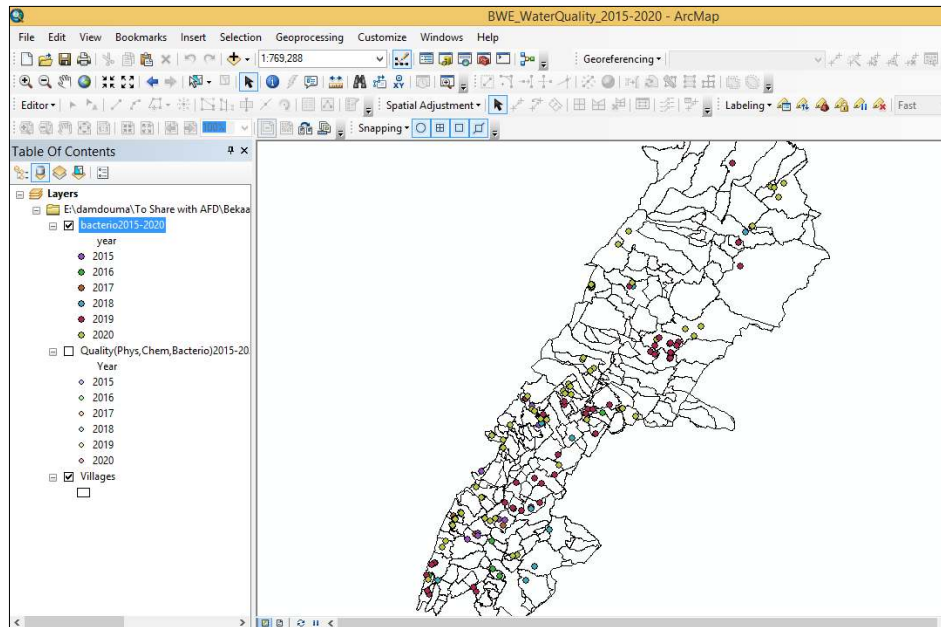 BWE_WaterQuality_2015-2020 - ArcMap
File Edit View Bookmarks Insert Selection Geoprocessing Customize Windows Help
1:769,288 Georeferencing
Editor Spatial Adjustment Labeling Fast
100% Snapping
Table Of Contents
Layers
E:\damdouma\To Share with AFD\Bekaa
bacterio2015-2020
year
2015
2016
2017
2018
2019
2020
Quality(Phys,Chem,Bacterio)2015-20
Year
2015
2016
2017
2018
2019
2020
Villages